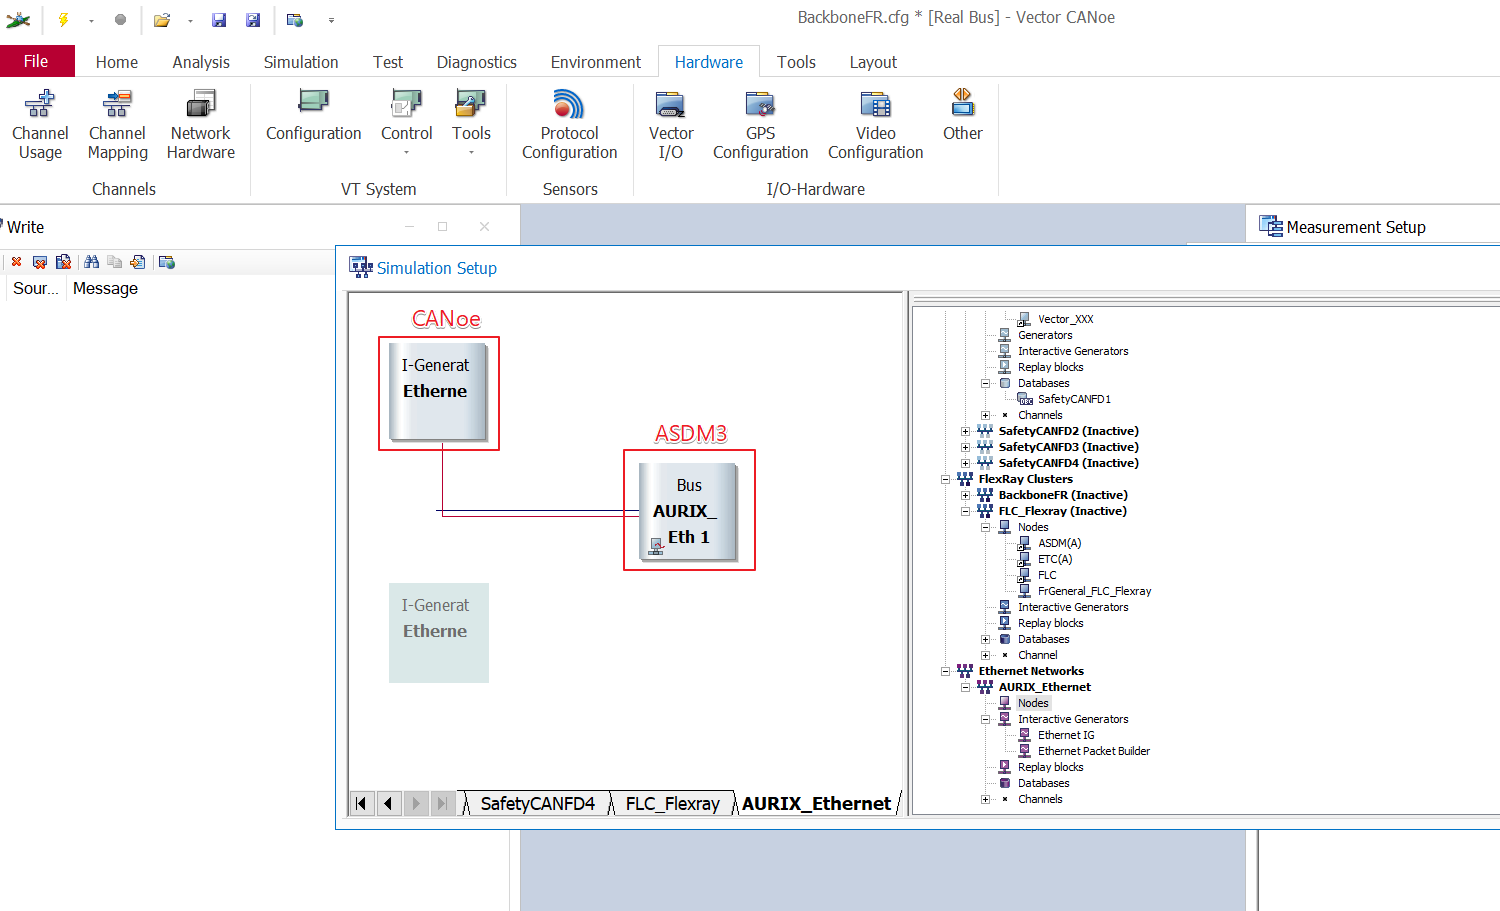 BackboneFR.cfg * [Real Bus] - Vector CANoe
File Home Analysis Simulation Test Diagnostics Environment Hardware Tools Layout
Channel Usage
Channel Mapping
Network Hardware
Channels
Configuration
Control
Tools
VT System
Protocol Configuration
Sensors
Vector I/O
GPS Configuration
Video Configuration
Other
I/O-Hardware
Write
Sour... Message
Measurement Setup
Simulation Setup
CANoe
I-Generat
Etherne
ASDM3
Bus
AURIX_
Eth 1
I-Generat
Etherne
SafetyCANFD4 FLC_Flexray AURIX_Ethernet
Vector_XXX
Generators
Interactive Generators
Replay blocks
Databases
SafetyCANFD1
Channels
SafetyCANFD2 (Inactive)
SafetyCANFD3 (Inactive)
SafetyCANFD4 (Inactive)
FlexRay Clusters
BackboneFR (Inactive)
FLC_Flexray (Inactive)
Nodes
ASDM(A)
ETC(A)
FLC
FrGeneral_FLC_Flexray
Interactive Generators
Replay blocks
Databases
Channel
Ethernet Networks
AURIX_Ethernet
Nodes
Interactive Generators
Ethernet IG
Ethernet Packet Builder
Replay blocks
Databases
Channels